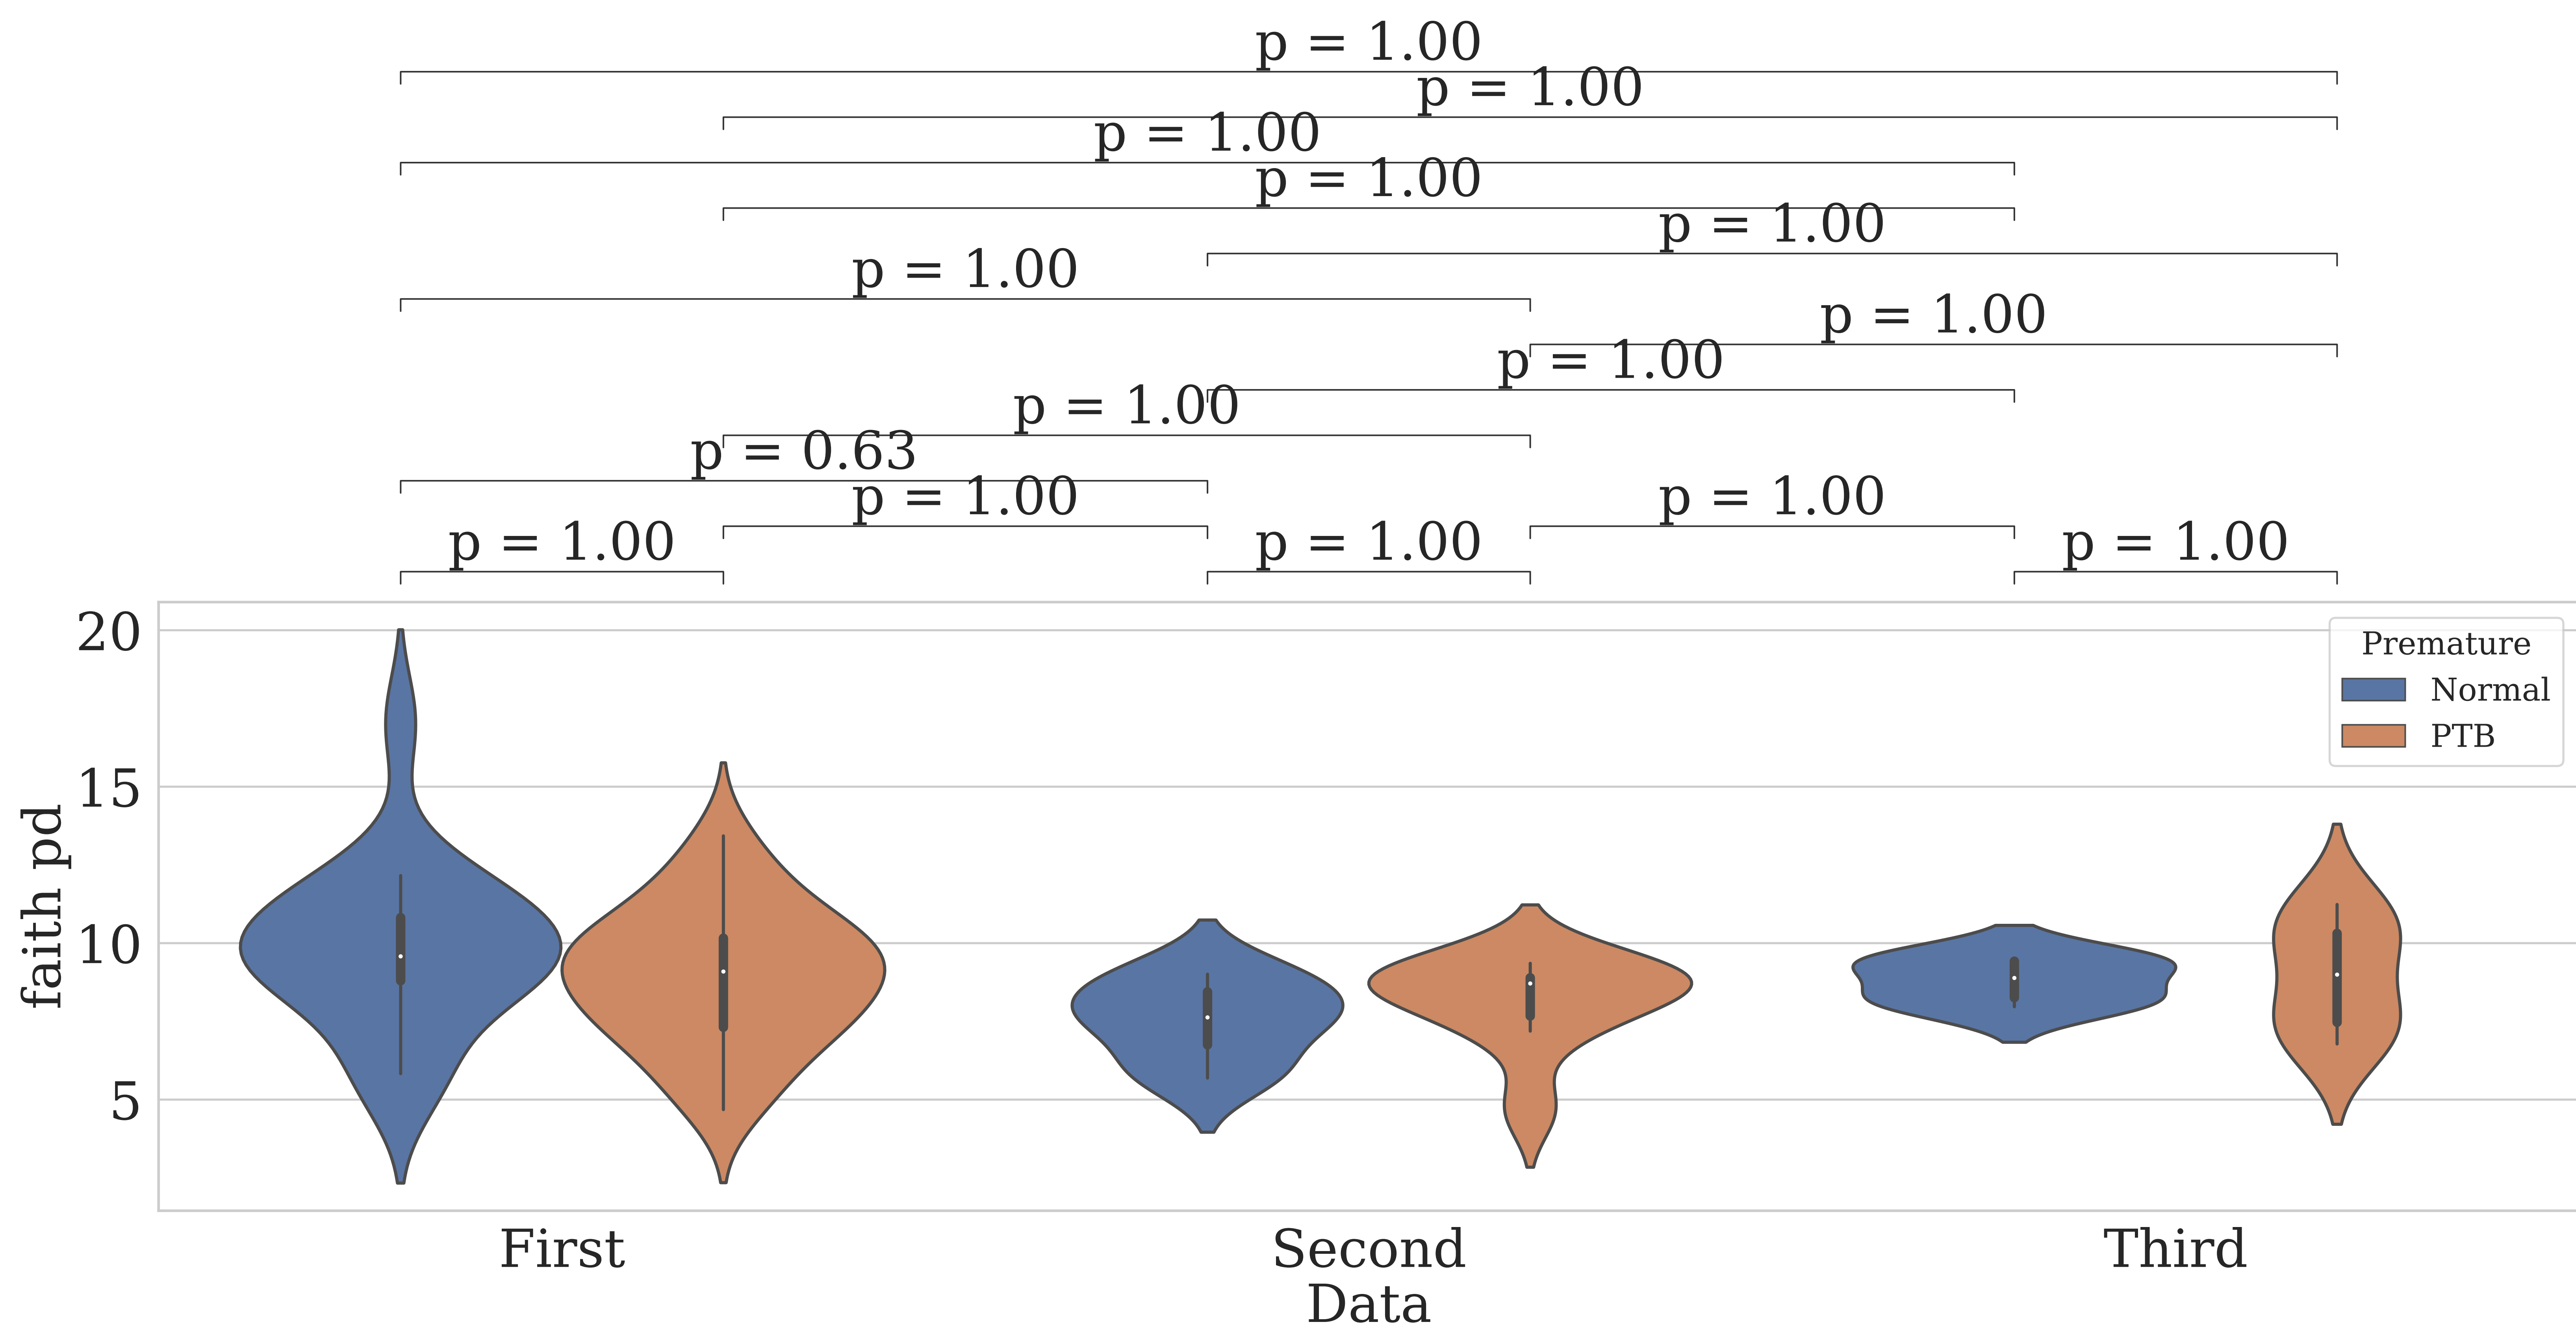 p = 1.00
p = 1.00
p = 1.00
p = 1.00
p = 1.00
p = 1.00
p = 1.00
p = 1.00
p = 1.00
p = 0.63
p = 1.00
p = 1.00
p = 1.00
p = 1.00
p = 1.00
20
15
10
5
faith pd
Premature
Normal
PTB
First
Second
Third
Data